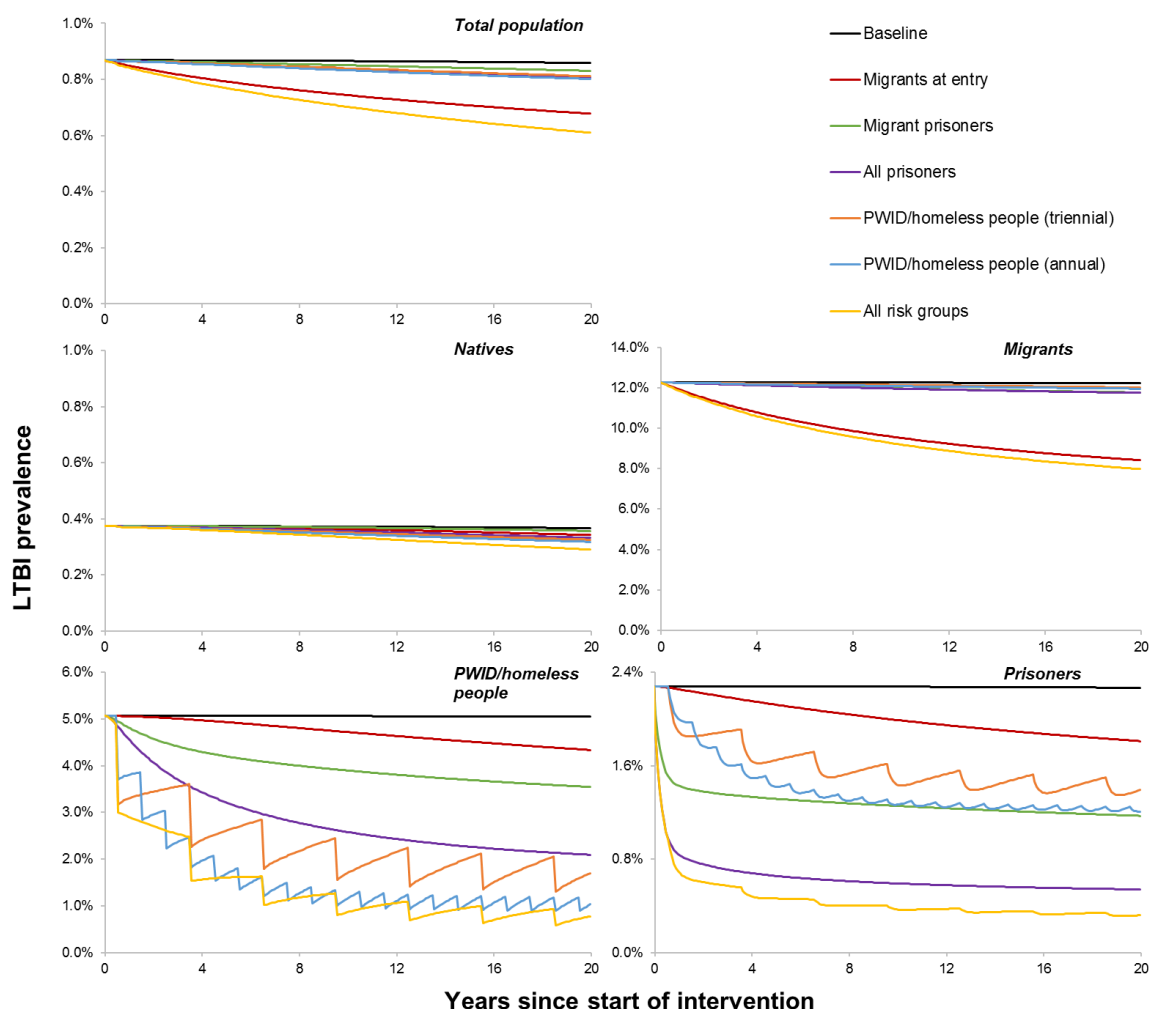 Total population
1.0%
0.8%
0.6%
0.4%
0.2%
0.0%
0 4 8 12 16 20
Baseline
Migrants at entry
Migrant prisoners
All prisoners
PWID/homeless people (triennial)
PWID/homeless people (annual)
All risk groups
LTBI prevalence
Natives
1.0%
0.8%
0.6%
0.4%
0.2%
0.0%
0 4 8 12 16 20
Migrants
14.0%
12.0%
10.0%
8.0%
6.0%
4.0%
2.0%
0.0%
0 4 8 12 16 20
PWID/homeless
people
6.0%
5.0%
4.0%
3.0%
2.0%
1.0%
0.0%
0 4 8 12 16 20
Prisoners
2.4%
1.6%
0.8%
0.0%
0 4 8 12 16 20
Years since start of intervention